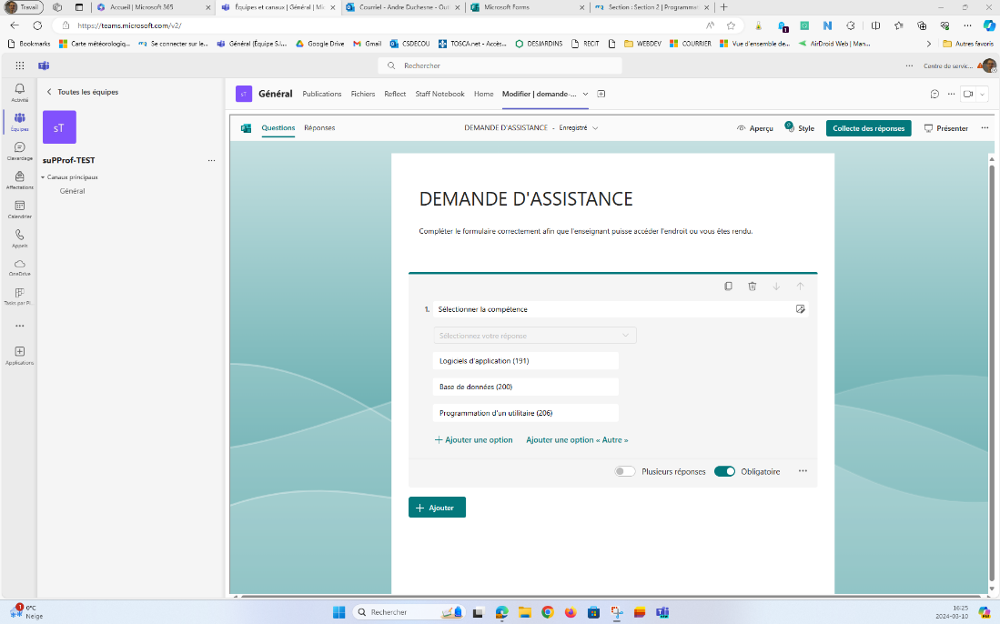 Travail
Accueil | Microsoft 365
Équipes et canaux | Général | Mic
Courriel - Andre Duchesne - Out
Microsoft Forms
Section : Section 2 | Programmat
https://teams.microsoft.com/v2/
1
Bookmarks
Carte météorologiq...
Se connecter sur le...
Général (Équipe S.I....
Google Drive
Gmail
CSDECOU
TOSCA.net - Accès...
DESJARDINS
RECIT
WEBDEV
COURRIER
Vue d'ensemble de...
AirDroid Web | Man...
Autres favoris
Rechercher
Centre de servic...
Activité
Équipes
Clavardage
Affectations
Calendrier
Appels
OneDrive
Tasks par Pl...
Applications
Toutes les équipes
sT
suPProf-TEST
Canaux principaux
Général
sT
Général
Publications
Fichiers
Reflect
Staff Notebook
Home
Modifier | demande-...
Questions
Réponses
DEMANDE D'ASSISTANCE - Enregistré
Aperçu
Style
Collecte des réponses
Présenter
DEMANDE D'ASSISTANCE
Compléter le formulaire correctement afin que l'enseignant puisse accéder l'endroit ou vous êtes rendu.
1. Sélectionner la compétence
Sélectionnez votre réponse
Logiciels d'application (191)
Base de données (200)
Programmation d'un utilitaire (206)
Ajouter une option
Ajouter une option « Autre »
Plusieurs réponses
Obligatoire
Ajouter
1
0°C
Neige
Rechercher
16:25
2024-03-10